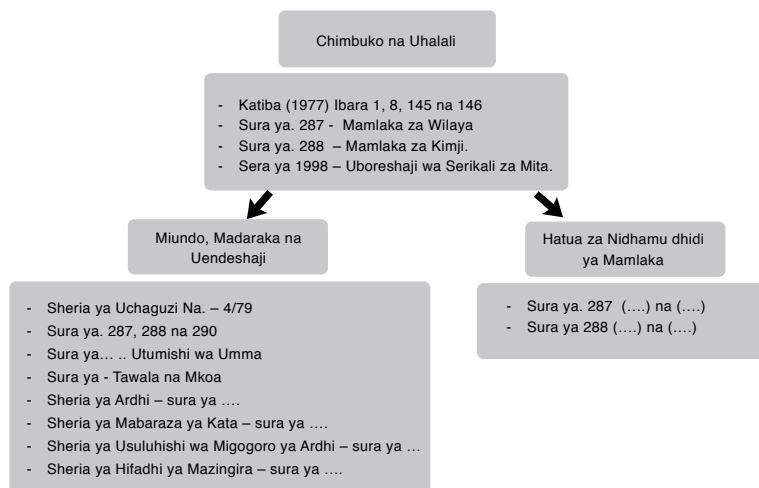 Chimbuko na Uhalali
- Katiba (1977) Ibara 1, 8, 145 na 146
- Sura ya. 287 - Mamlaka za Wilaya
- Sura ya. 288 – Mamlaka za Kimji.
- Sera ya 1998 – Uboreshaji wa Serikali za Mita.
Miundo, Madaraka na
Uendeshaji
- Sheria ya Uchaguzi Na. – 4/79
- Sura ya. 287, 288 na 290
- Sura ya… .. Utumishi wa Umma
- Sura ya - Tawala na Mkoa
- Sheria ya Ardhi – sura ya ….
- Sheria ya Mabaraza ya Kata – sura ya ….
- Sheria ya Usuluhishi wa Migogoro ya Ardhi – sura ya …
- Sheria ya Hifadhi ya Mazingira – sura ya ….
Hatua za Nidhamu dhidi
ya Mamlaka
- Sura ya. 287 (….) na (….)
- Sura ya 288 (….) na (….)